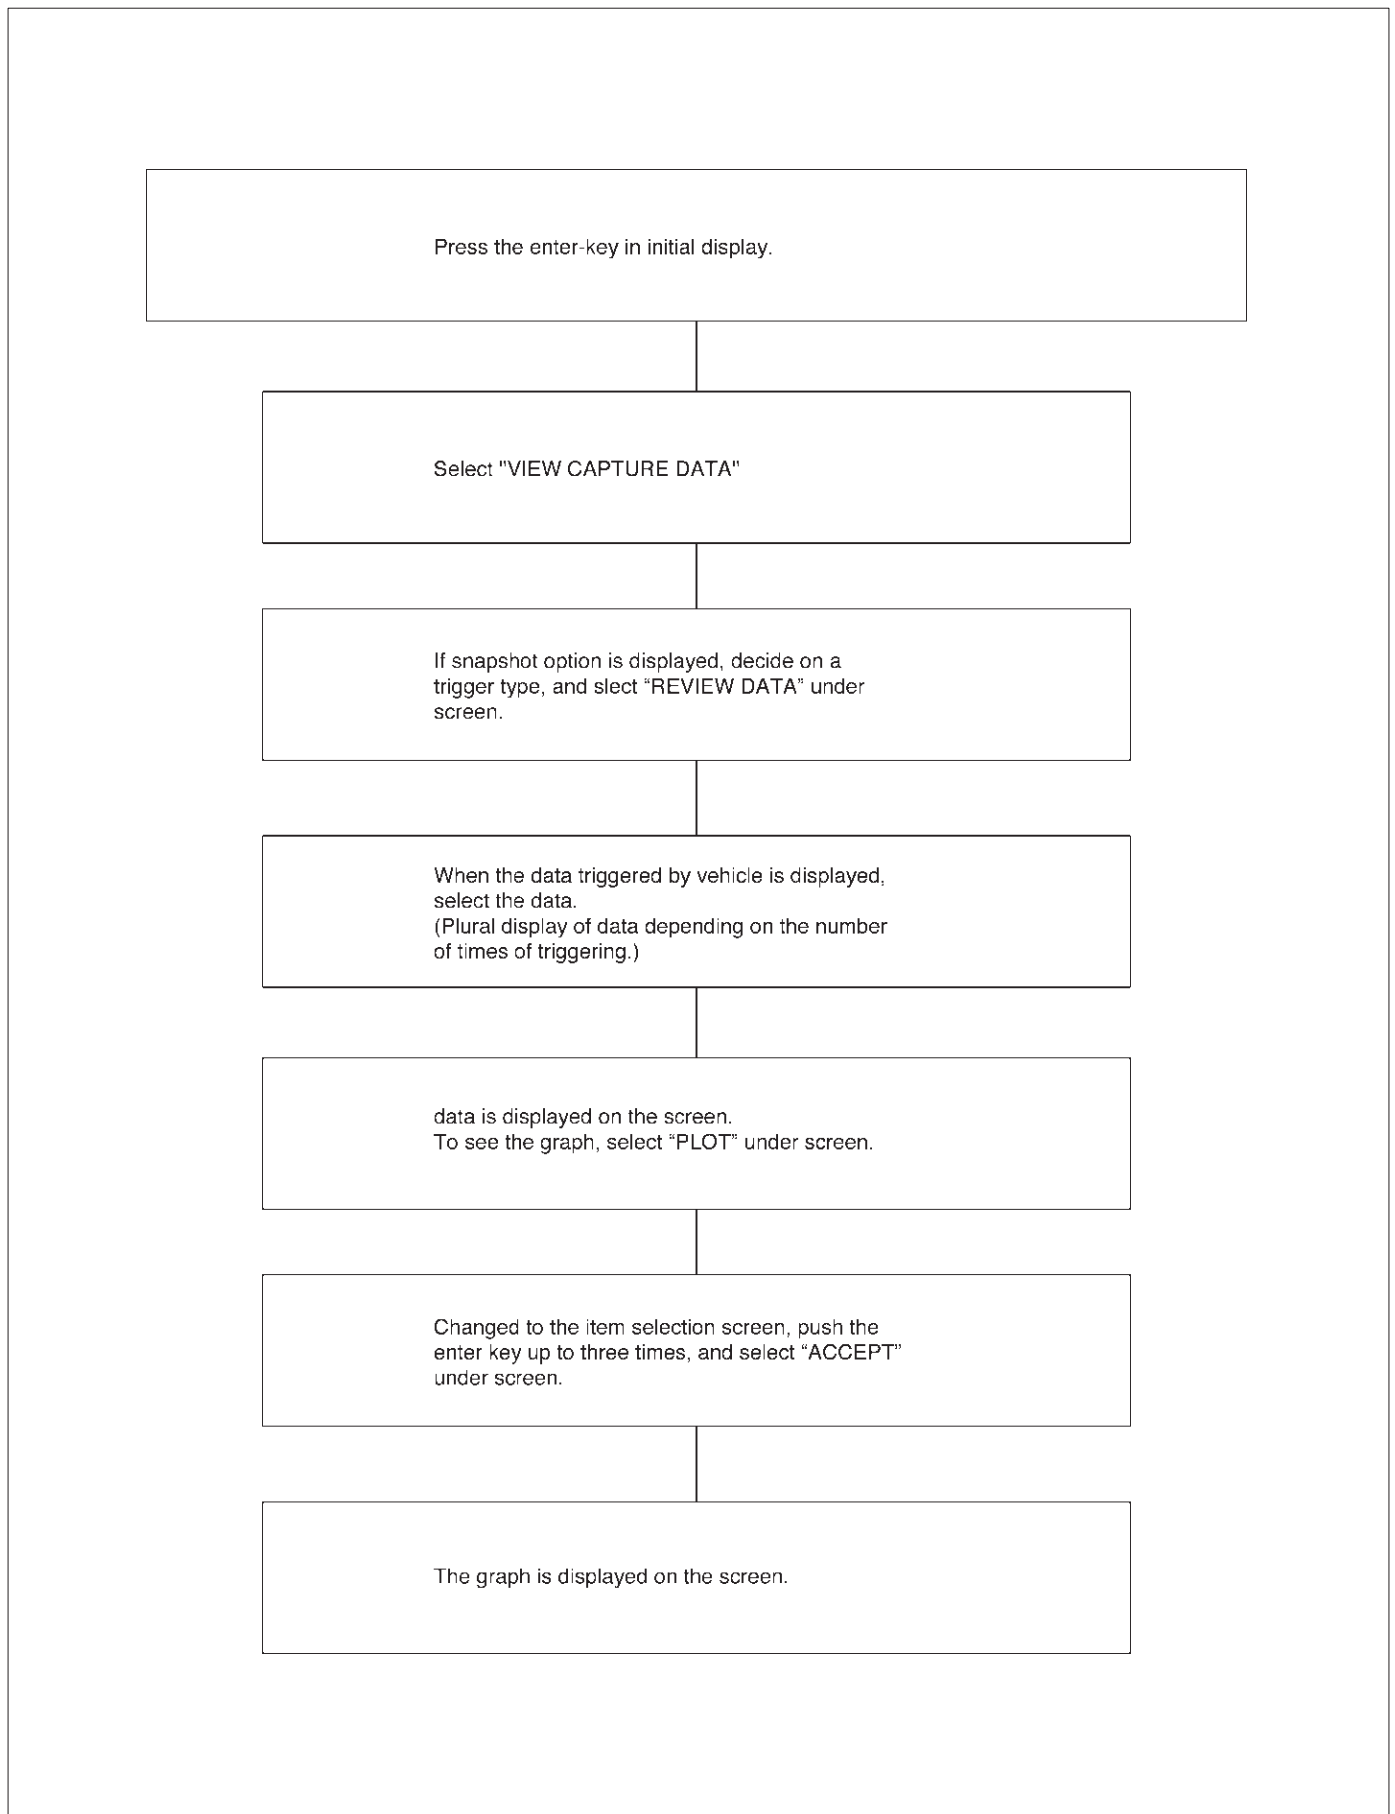 Press the enter-key in initial display.
Select "VIEW CAPTURE DATA"
If snapshot option is displayed, decide on a
trigger type, and slect “REVIEW DATA” under
screen.
When the data triggered by vehicle is displayed,
select the data.
(Plural display of data depending on the number
of times of triggering.)
data is displayed on the screen.
To see the graph, select “PLOT” under screen.
Changed to the item selection screen, push the
enter key up to three times, and select “ACCEPT”
under screen.
The graph is displayed on the screen.